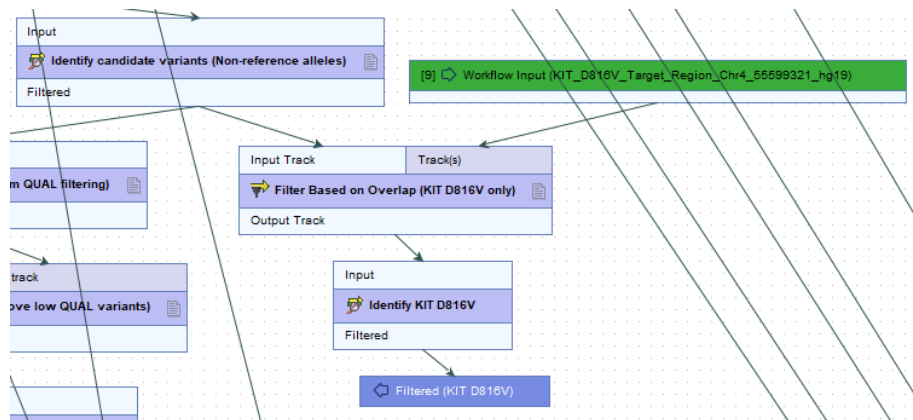 Input
Identify candidate variants (Non-reference alleles)
Filtered
[9] Workflow Input (KIT_D816V_Target_Region_Chr4_55599321_hg19)
Input Track
Track(s)
m QUAL filtering)
Filter Based on Overlap (KIT D816V only)
Output Track
track
Input
ove low QUAL variants)
Identify KIT D816V
Filtered
Filtered (KIT D816V)